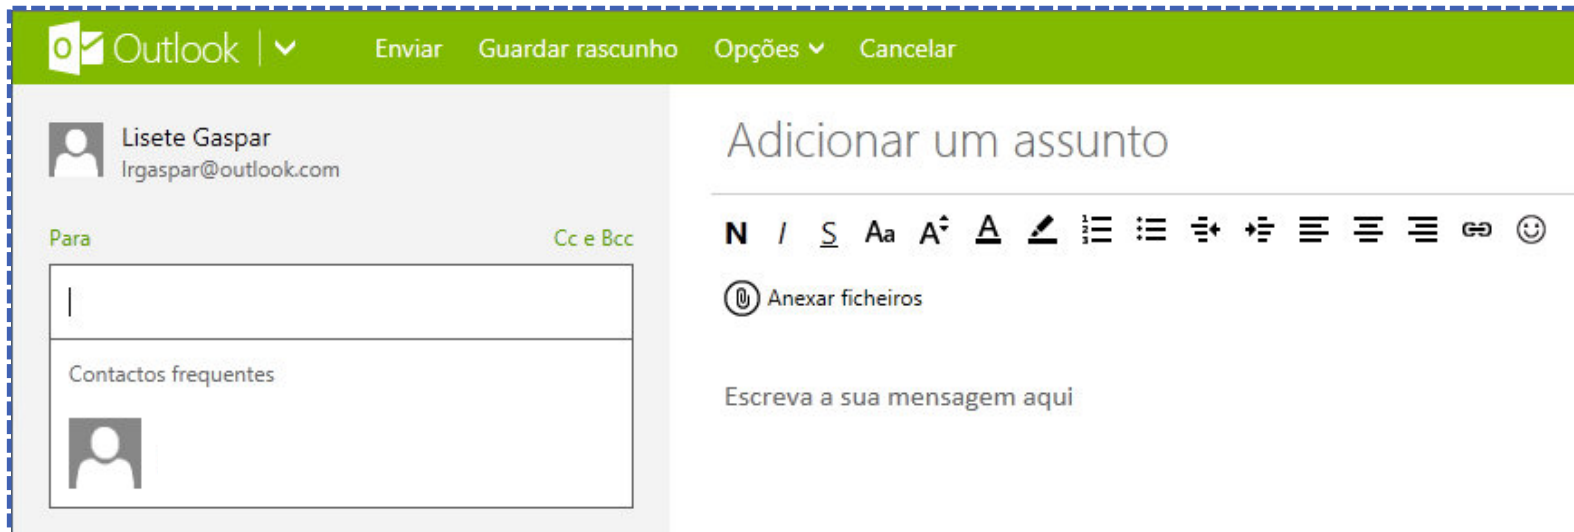 Outlook Enviar Guardar rascunho Opções Cancelar
Lisete Gaspar
lrgaspar@outlook.com
Para Cc e Bcc
Contactos frequentes
Adicionar um assunto
N I S Aa A A
Anexar ficheiros
Escreva a sua mensagem aqui